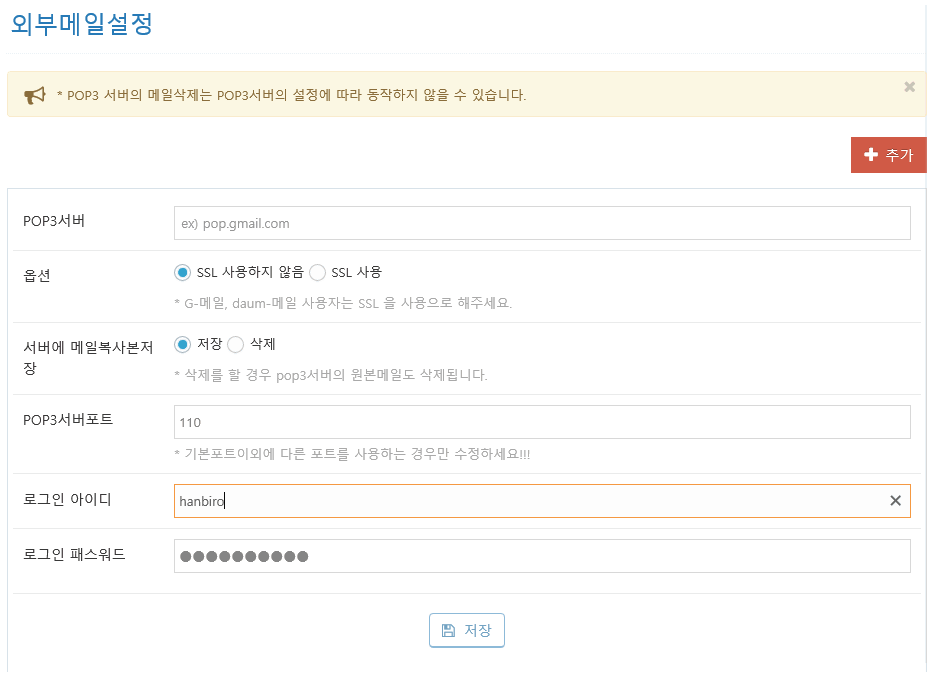 외부메일설정
* POP3 서버의 메일삭제는 POP3서버의 설정에 따라 동작하지 않을 수 있습니다.
추가
POP3서버
ex) pop.gmail.com
옵션
SSL 사용하지 않음 SSL 사용
* G-메일, daum-메일 사용자는 SSL 을 사용으로 해주세요.
서버에 메일복사본저
장
저장 삭제
* 삭제를 할 경우 pop3서버의 원본메일도 삭제됩니다.
POP3서버포트
110
* 기본포트이외에 다른 포트를 사용하는 경우만 수정하세요!!!
로그인 아이디
hanbiro
로그인 패스워드
●●●●●●●●●●
저장